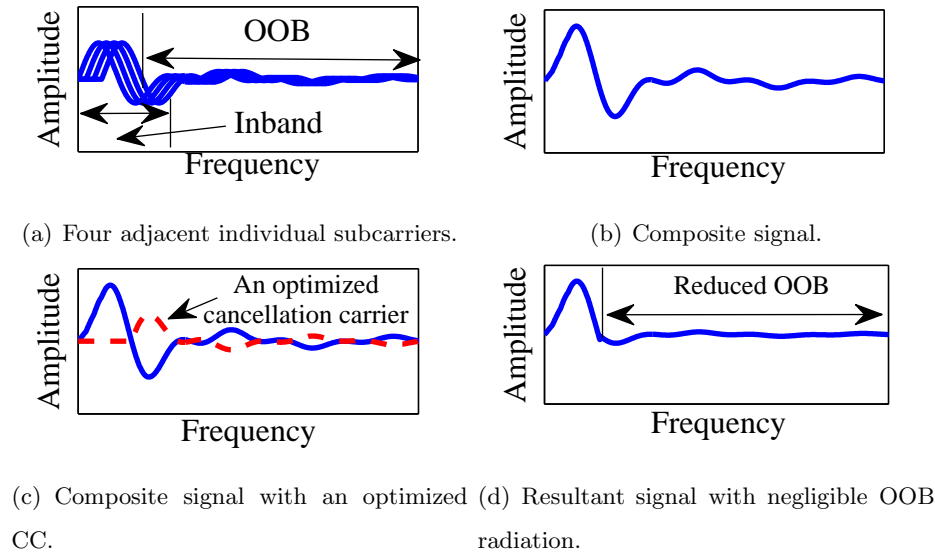 Amplitude
OOB
Inband
Frequency
(a) Four adjacent individual subcarriers.
Amplitude
Frequency
(b) Composite signal.
Amplitude
An optimized
cancellation carrier
Frequency
(c) Composite signal with an optimized
CC.
Amplitude
Reduced OOB
Frequency
(d) Resultant signal with negligible OOB
radiation.